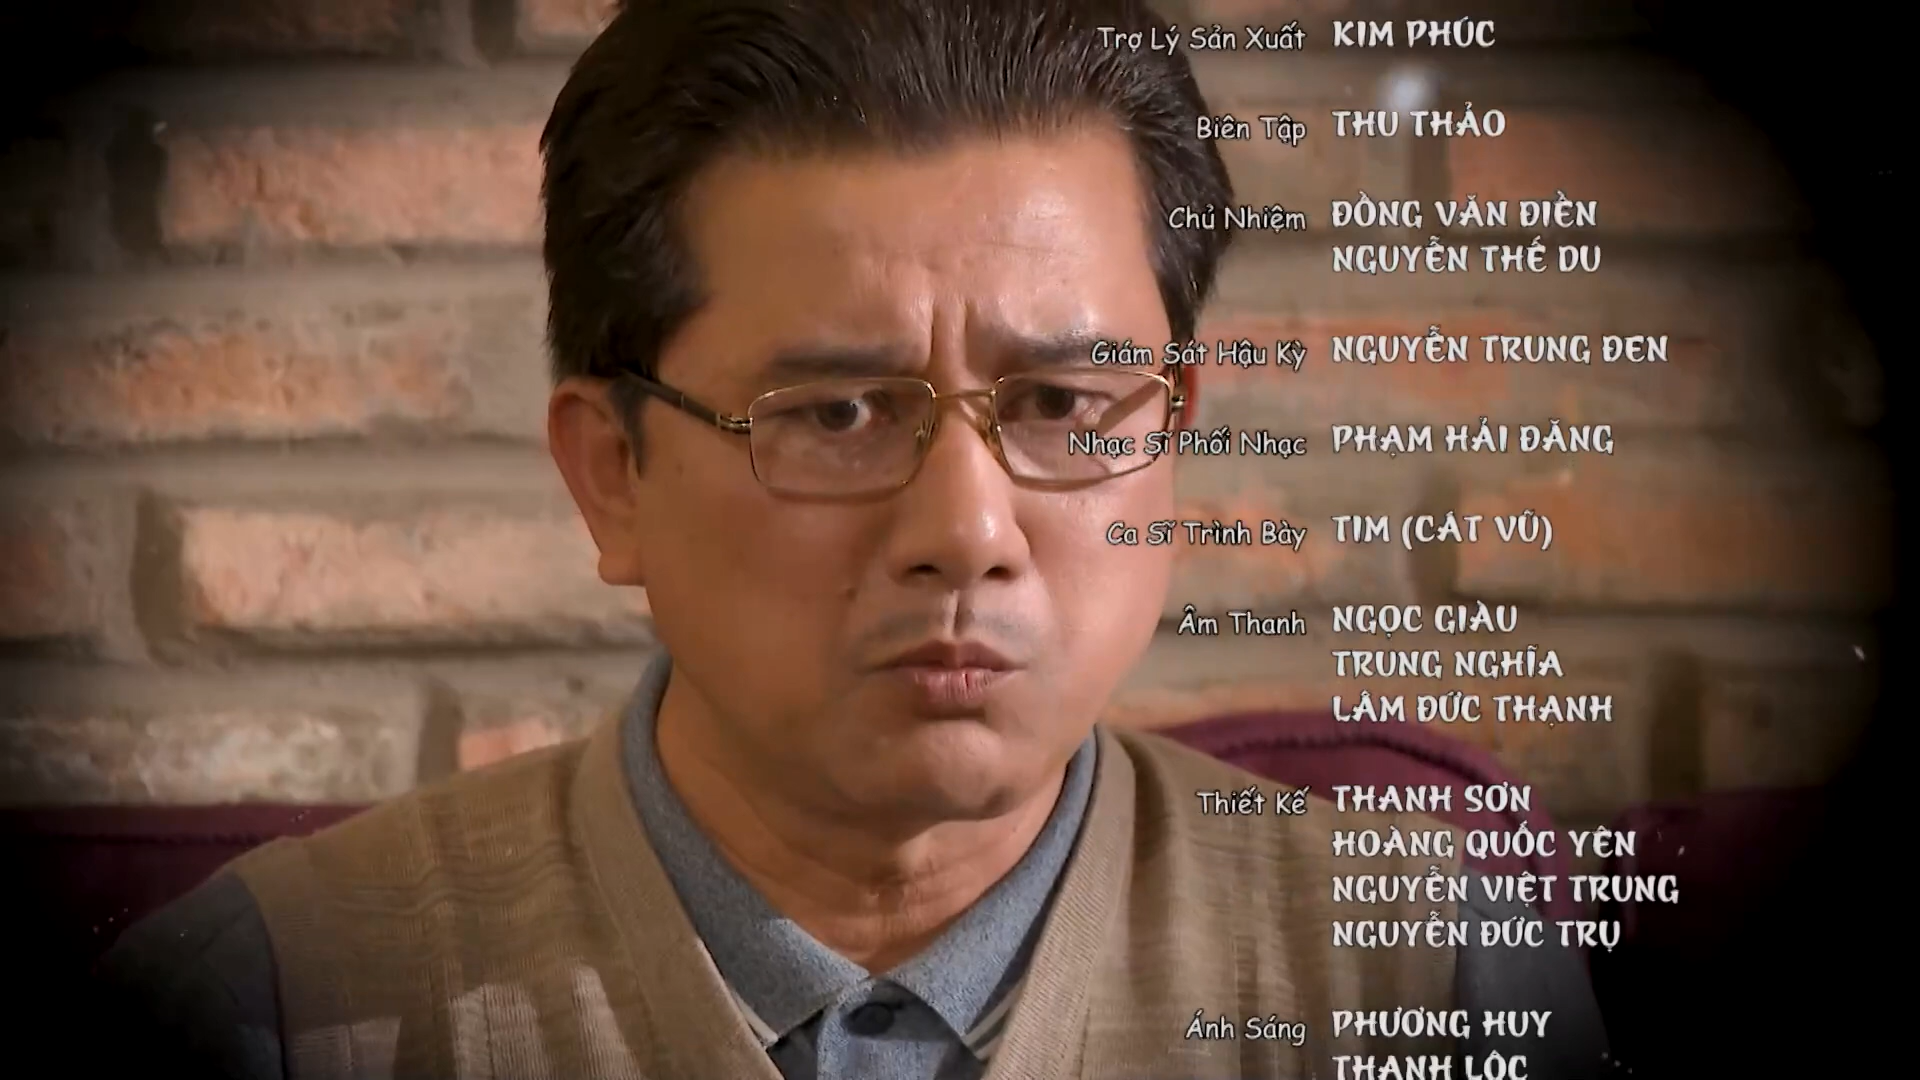 Trợ Lý Sản Xuất KIM PHÚC
Biên Tập THU THẢO
Chủ Nhiệm ĐỒNG VĂN ĐIỀN
NGUYỄN THẾ DU
Giám Sát Hậu Kỳ NGUYỄN TRUNG ĐEN
Nhạc Sĩ Phối Nhạc PHẠM HẢI ĐĂNG
Ca Sĩ Trình Bày TIM (CÁT VŨ)
Âm Thanh NGỌC GIÀU
TRUNG NGHĨA
LÂM ĐỨC THẠNH
Thiết Kế THANH SƠN
HOÀNG QUỐC YÊN
NGUYỄN VIỆT TRUNG
NGUYỄN ĐỨC TRỤ
Ánh Sáng PHƯƠNG HUY
THANH LỘC